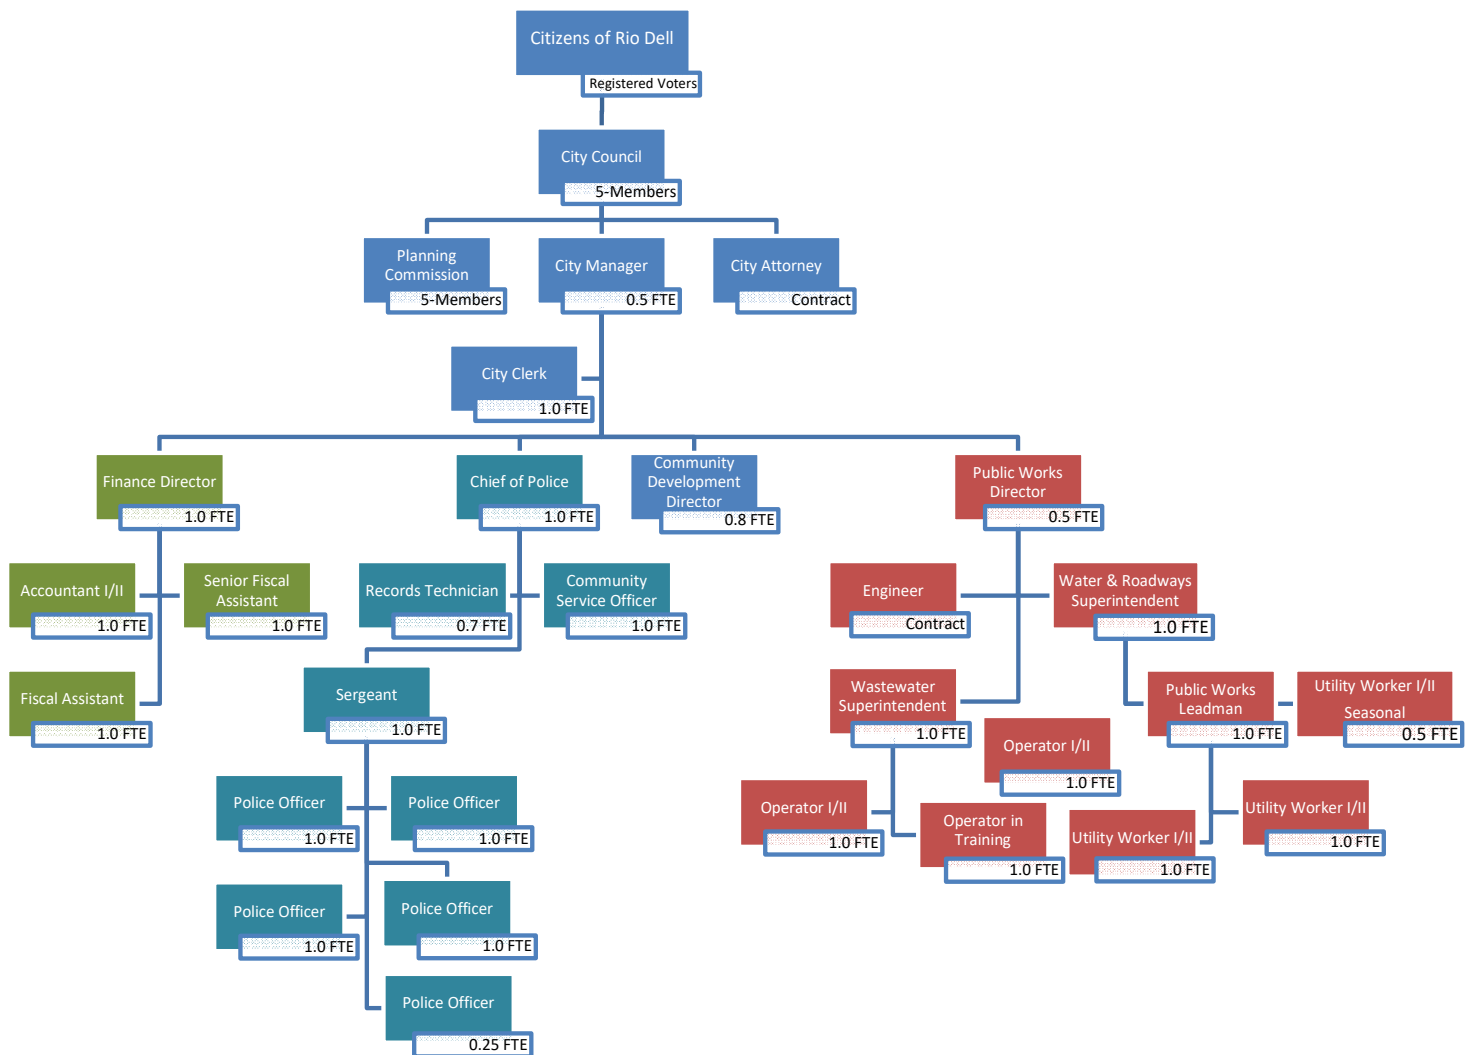 Citizens of Rio Dell
Registered Voters
City Council
5-Members
Planning
Commission
5-Members
City Manager
0.5 FTE
City Attorney
Contract
City Clerk
1.0 FTE
Finance Director
1.0 FTE
Chief of Police
1.0 FTE
Community
Development
Director
0.8 FTE
Public Works
Director
0.5 FTE
Accountant I/II
1.0 FTE
Senior Fiscal
Assistant
1.0 FTE
Records Technician
0.7 FTE
Community
Service Officer
1.0 FTE
Engineer
Contract
Water & Roadways
Superintendent
1.0 FTE
Fiscal Assistant
1.0 FTE
Sergeant
1.0 FTE
Wastewater
Superintendent
1.0 FTE
Public Works
Leadman
1.0 FTE
Utility Worker I/II
Seasonal
0.5 FTE
Operator I/II
1.0 FTE
Police Officer
1.0 FTE
Police Officer
1.0 FTE
Operator I/II
1.0 FTE
Operator in
Training
1.0 FTE
Utility Worker I/II
1.0 FTE
Utility Worker I/II
1.0 FTE
Police Officer
1.0 FTE
Police Officer
1.0 FTE
Police Officer
0.25 FTE